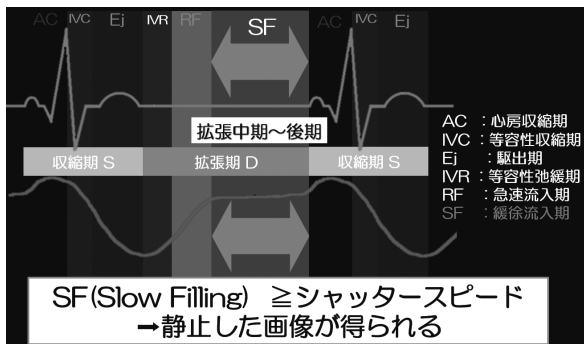 AC IVC Ej IVR RF SF AC IVC Ej
拡張中期〜後期
収縮期 S 拡張期 D 収縮期 S
AC :心房収縮期
IVC :等容性収縮期
Ej :駆出期
IVR :等容性弛緩期
RF :急速流入期
SF :緩徐流入期
SF(Slow Filling) ≧シャッタースピード
➡静止した画像が得られる